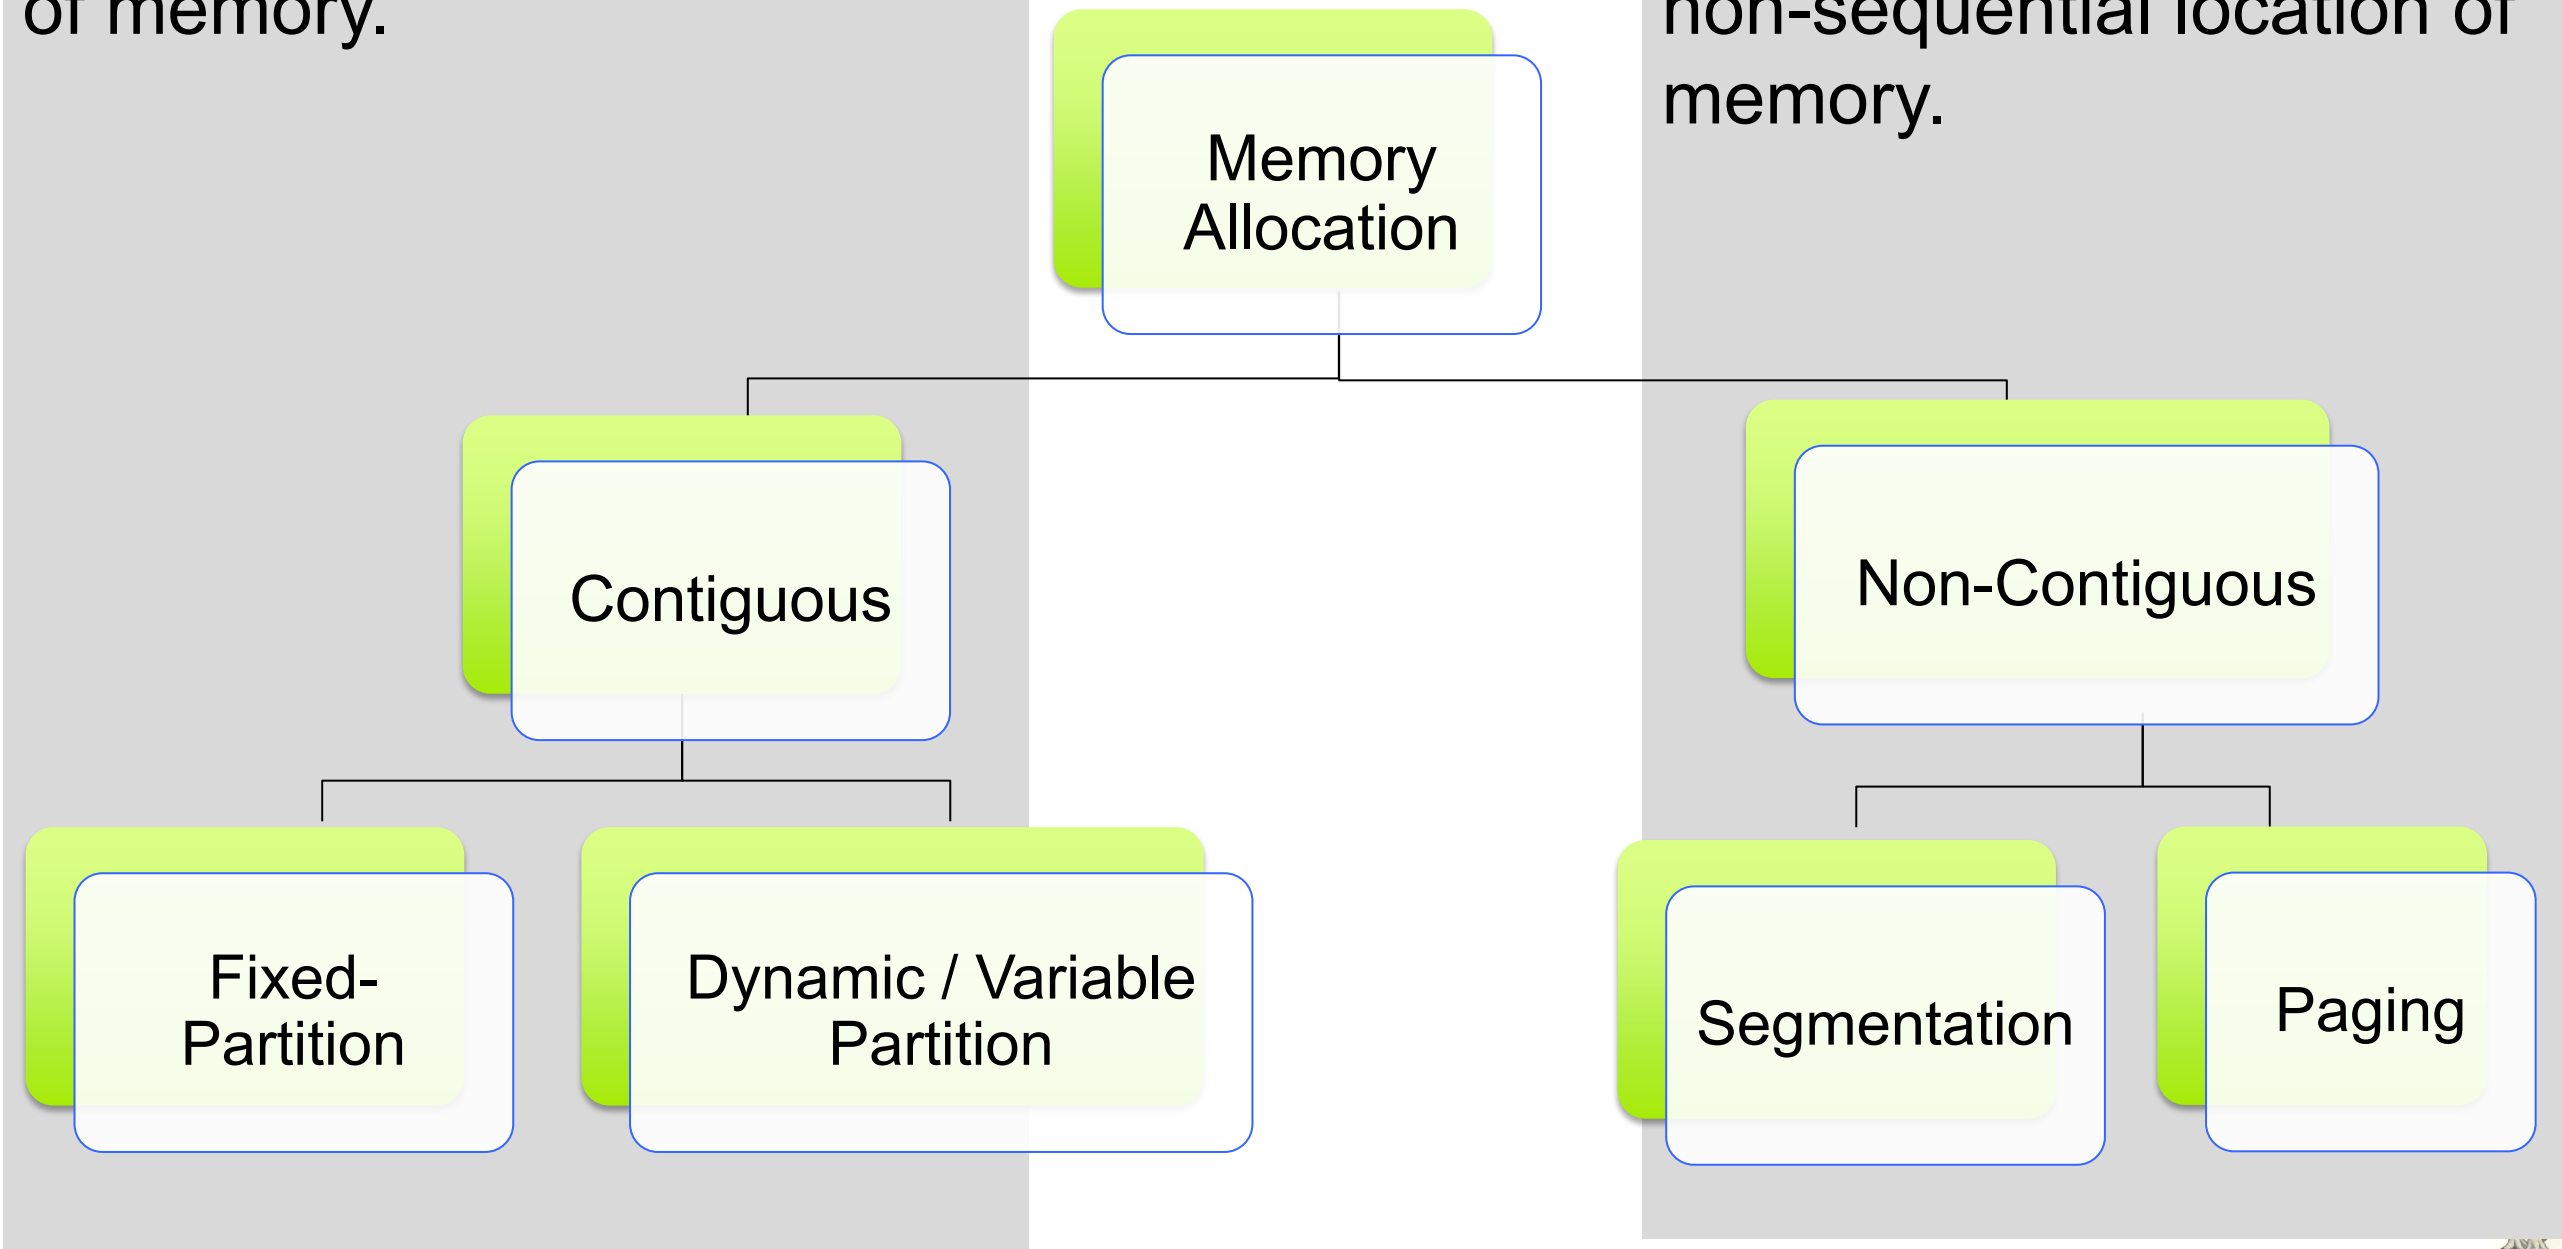 of memory.
non-sequential location of
memory.
Memory
Allocation
Contiguous
Non-Contiguous
Fixed-
Partition
Dynamic / Variable
Partition
Segmentation
Paging